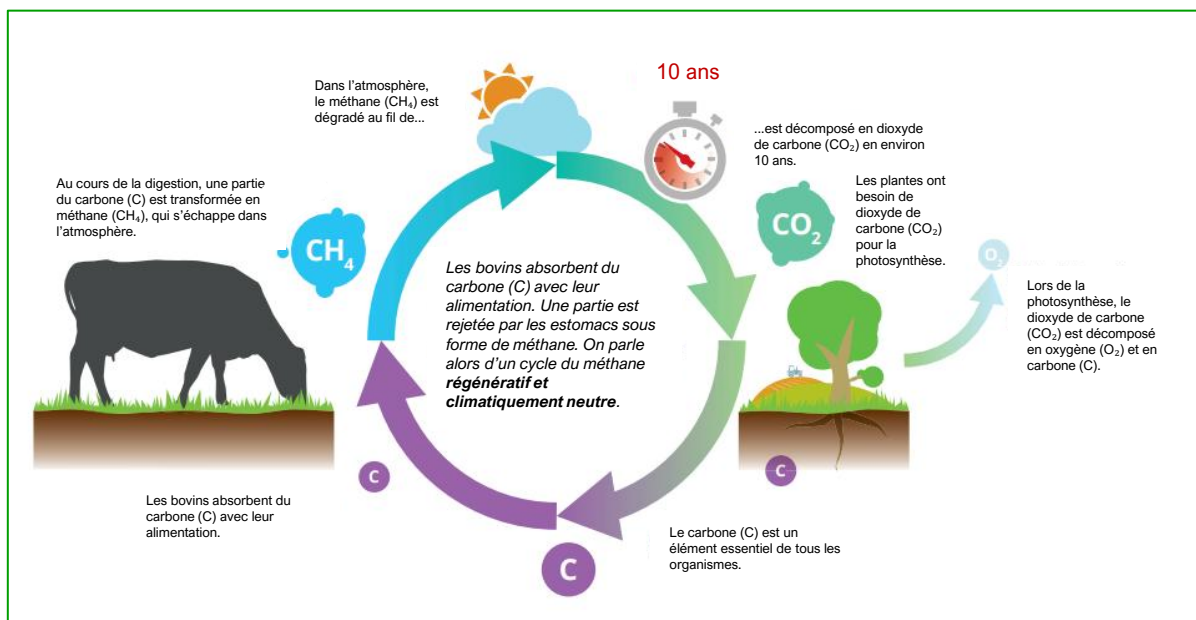 10 ans
Dans l’atmosphère,
le méthane (CH₄) est
dégradé au fil de...
...est décomposé en dioxyde
de carbone (CO₂) en environ
10 ans.
Au cours de la digestion, une partie
du carbone (C) est transformée en
méthane (CH₄), qui s’échappe dans
l’atmosphère.
Les plantes ont
besoin de
dioxyde de
carbone (CO₂)
pour la
photosynthèse.
CH₄
CO₂
O₂
Les bovins absorbent du
carbone (C) avec leur
alimentation. Une partie est
rejetée par les estomacs sous
forme de méthane. On parle
alors d’un cycle du méthane
régénératif et
climatiquement neutre.
Lors de la
photosynthèse, le
dioxyde de carbone
(CO₂) est décomposé
en oxygène (O₂) et en
carbone (C).
C
C
Les bovins absorbent du
carbone (C) avec leur
alimentation.
Le carbone (C) est un
élément essentiel de tous les
organismes.
C